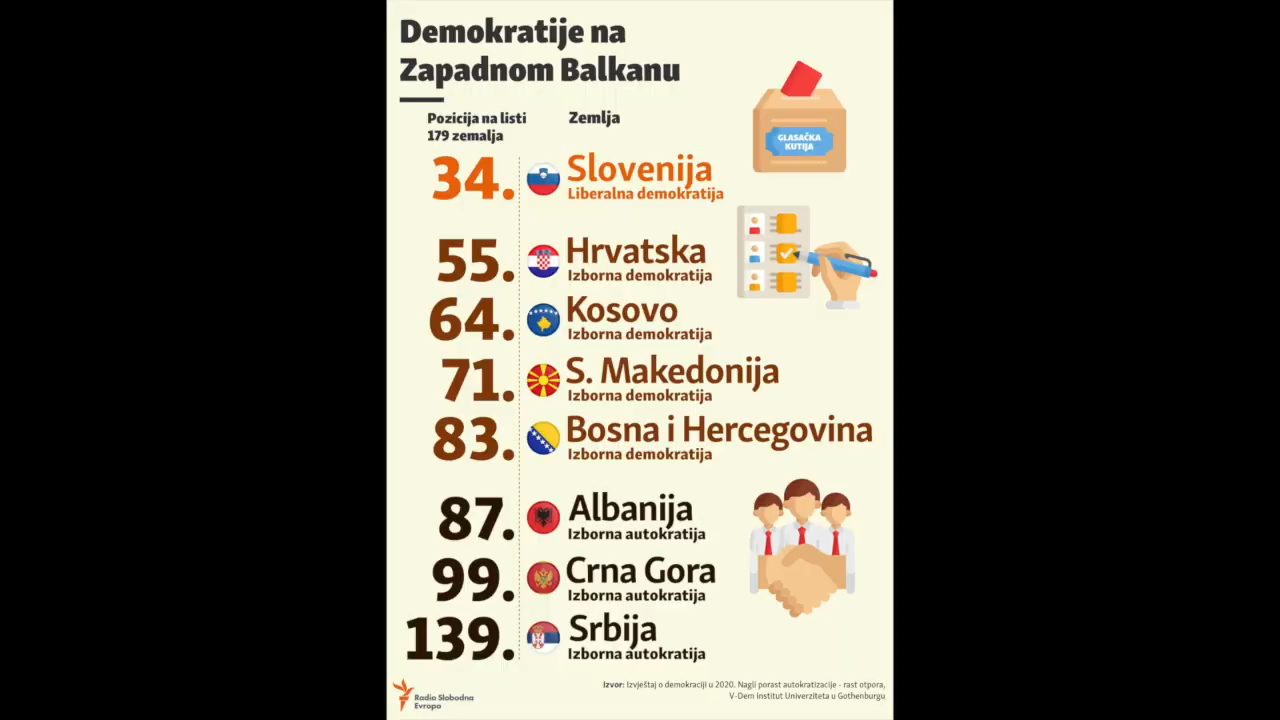 Demokratije na
Zapadnom Balkanu
Pozicija na listi
179 zemalja
Zemlja
GLASAČKA
KUTIJA
34.
Slovenija
Liberalna demokratija
55.
Hrvatska
Izborna demokratija
64.
Kosovo
Izborna demokratija
71.
S. Makedonija
Izborna demokratija
83.
Bosna i Hercegovina
Izborna demokratija
87.
Albanija
Izborna autokratija
99.
Crna Gora
Izborna autokratija
139.
Srbija
Izborna autokratija
Izvor: Izvještaj o demokraciji u 2020. Nagli porast autokratizacije - rast otpora,
V-Dem Institut Univerziteta u Gothenburgu
Radio Slobodna
Evropa